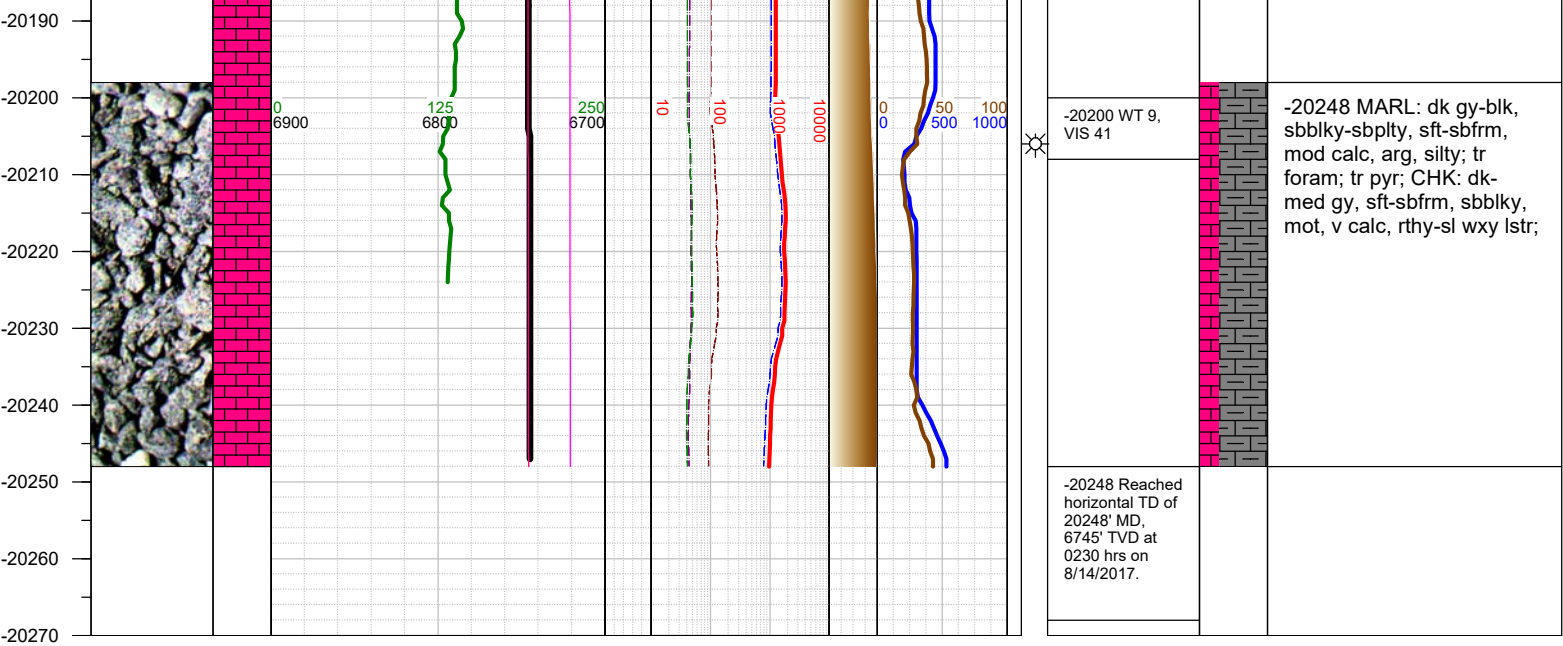 -20190
-20200
-20210
-20220
-20230
-20240
-20250
-20260
-20270
0 125 250
6900 6800 6700
10 100 1000 10000
0 50 100
0 500 1000
-20200 WT 9,
VIS 41
-20248 Reached
horizontal TD of
20248' MD,
6745' TVD at
0230 hrs on
8/14/2017.
-20248 MARL: dk gy-blk,
sbblky-sbplty, sft-sbfrm,
mod calc, arg, silty; tr
foram; tr pyr; CHK: dk-
med gy, sft-sbfrm, sbblky,
mot, v calc, rthy-sl wxy lstr;